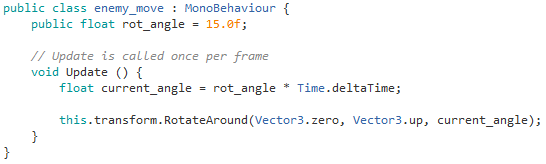 public class enemy_move : MonoBehaviour {
    public float rot_angle = 15.0f;

    // Update is called once per frame
    void Update () {
        float current_angle = rot_angle * Time.deltaTime;

        this.transform.RotateAround(Vector3.zero, Vector3.up, current_angle);
    }
}